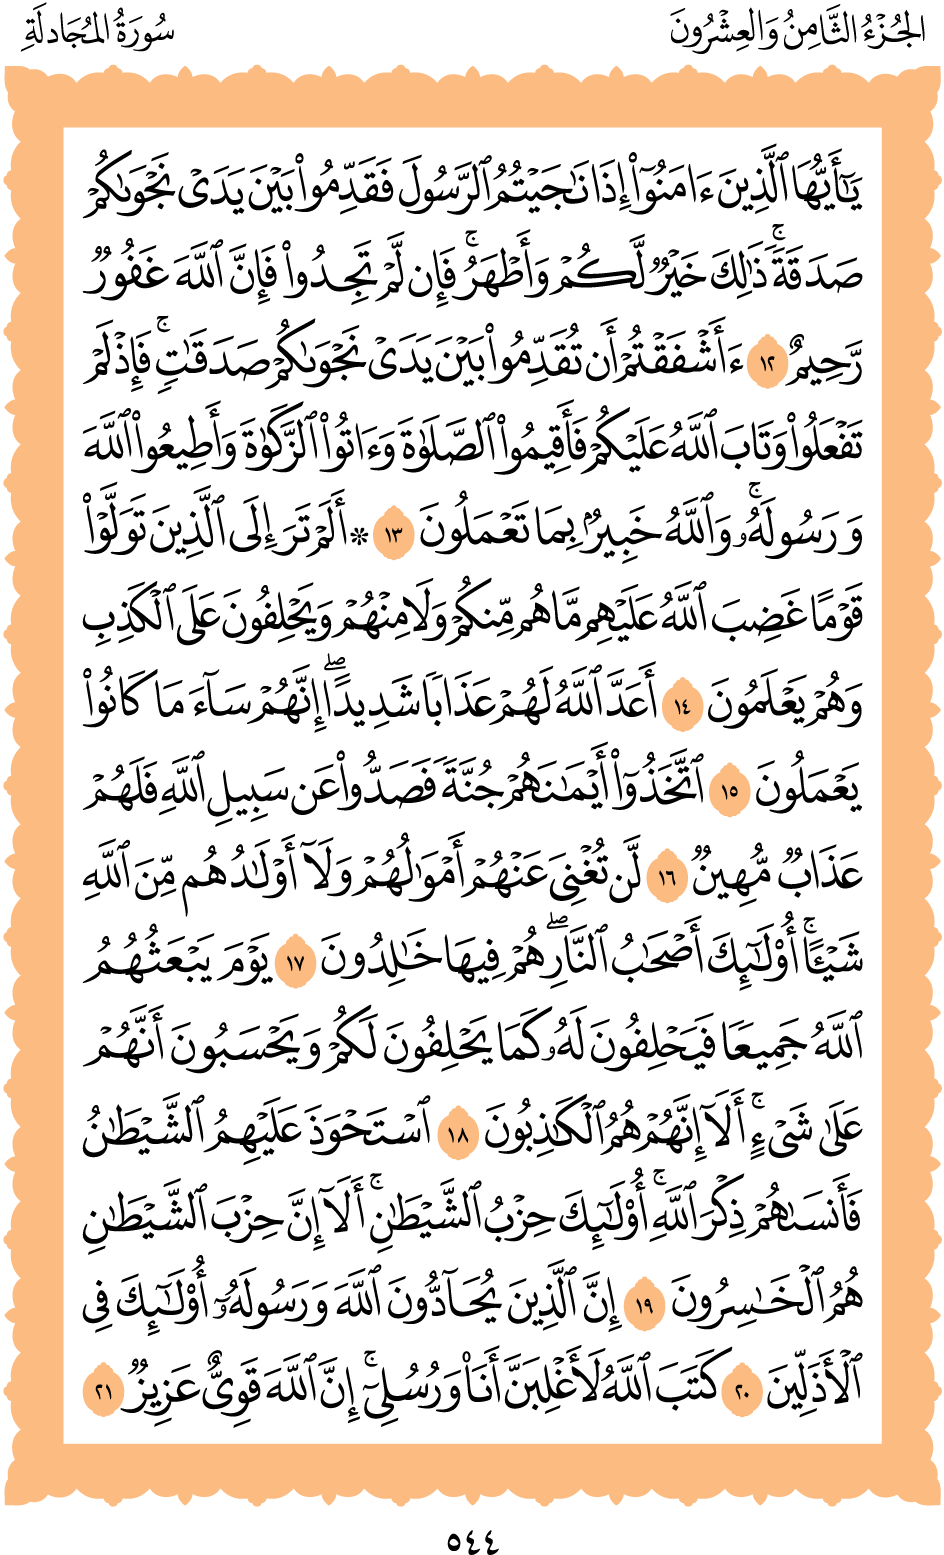 الجُزْءُ الثَّامِنُ وَالعِشْرُونَ
سُورَةُ المُجَادلَةِ
يَٰٓأَيُّهَا ٱلَّذِينَ ءَامَنُوٓا۟ إِذَا نَٰجَيْتُمُ ٱلرَّسُولَ فَقَدِّمُوا۟ بَيْنَ يَدَىْ نَجْوَىٰكُمْ
صَدَقَةً ۚ ذَٰلِكَ خَيْرٌ لَّكُمْ وَأَطْهَرُ ۚ فَإِن لَّمْ تَجِدُوا۟ فَإِنَّ ٱللَّهَ غَفُورٌ
رَّحِيمٌ ١٢ ءَأَشْفَقْتُمْ أَن تُقَدِّمُوا۟ بَيْنَ يَدَىْ نَجْوَىٰكُمْ صَدَقَٰتٍ ۚ فَإِذْ لَمْ
تَفْعَلُوا۟ وَتَابَ ٱللَّهُ عَلَيْكُمْ فَأَقِيمُوا۟ ٱلصَّلَوٰةَ وَءَاتُوا۟ ٱلزَّكَوٰةَ وَأَطِيعُوا۟ ٱللَّهَ
وَرَسُولَهُۥ ۚ وَٱللَّهُ خَبِيرٌۢ بِمَا تَعْمَلُونَ ١٣ ۞ أَلَمْ تَرَ إِلَى ٱلَّذِينَ تَوَلَّوْا۟
قَوْمًا غَضِبَ ٱللَّهُ عَلَيْهِم مَّا هُم مِّنكُمْ وَلَا مِنْهُمْ وَيَحْلِفُونَ عَلَى ٱلْكَذِبِ
وَهُمْ يَعْلَمُونَ ١٤ أَعَدَّ ٱللَّهُ لَهُمْ عَذَابًا شَدِيدًا ۖ إِنَّهُمْ سَآءَ مَا كَانُوا۟
يَعْمَلُونَ ١٥ ٱتَّخَذُوٓا۟ أَيْمَٰنَهُمْ جُنَّةً فَصَدُّوا۟ عَن سَبِيلِ ٱللَّهِ فَلَهُمْ
عَذَابٌ مُّهِينٌ ١٦ لَّن تُغْنِىَ عَنْهُمْ أَمْوَٰلُهُمْ وَلَآ أَوْلَٰدُهُم مِّنَ ٱللَّهِ
شَيْـًٔا ۚ أُو۟لَٰٓئِكَ أَصْحَٰبُ ٱلنَّارِ ۖ هُمْ فِيهَا خَٰلِدُونَ ١٧ يَوْمَ يَبْعَثُهُمُ
ٱللَّهُ جَمِيعًا فَيَحْلِفُونَ لَهُۥ كَمَا يَحْلِفُونَ لَكُمْ وَيَحْسَبُونَ أَنَّهُمْ
عَلَىٰ شَىْءٍ ۚ أَلَآ إِنَّهُمْ هُمُ ٱلْكَٰذِبُونَ ١٨ ٱسْتَحْوَذَ عَلَيْهِمُ ٱلشَّيْطَٰنُ
فَأَنسَىٰهُمْ ذِكْرَ ٱللَّهِ ۚ أُو۟لَٰٓئِكَ حِزْبُ ٱلشَّيْطَٰنِ ۚ أَلَآ إِنَّ حِزْبَ ٱلشَّيْطَٰنِ
هُمُ ٱلْخَٰسِرُونَ ١٩ إِنَّ ٱلَّذِينَ يُحَآدُّونَ ٱللَّهَ وَرَسُولَهُۥٓ أُو۟لَٰٓئِكَ فِى
ٱلْأَذَلِّينَ ٢٠ كَتَبَ ٱللَّهُ لَأَغْلِبَنَّ أَنَا۠ وَرُسُلِىٓ ۚ إِنَّ ٱللَّهَ قَوِىٌّ عَزِيزٌ ٢١
٥٤٤